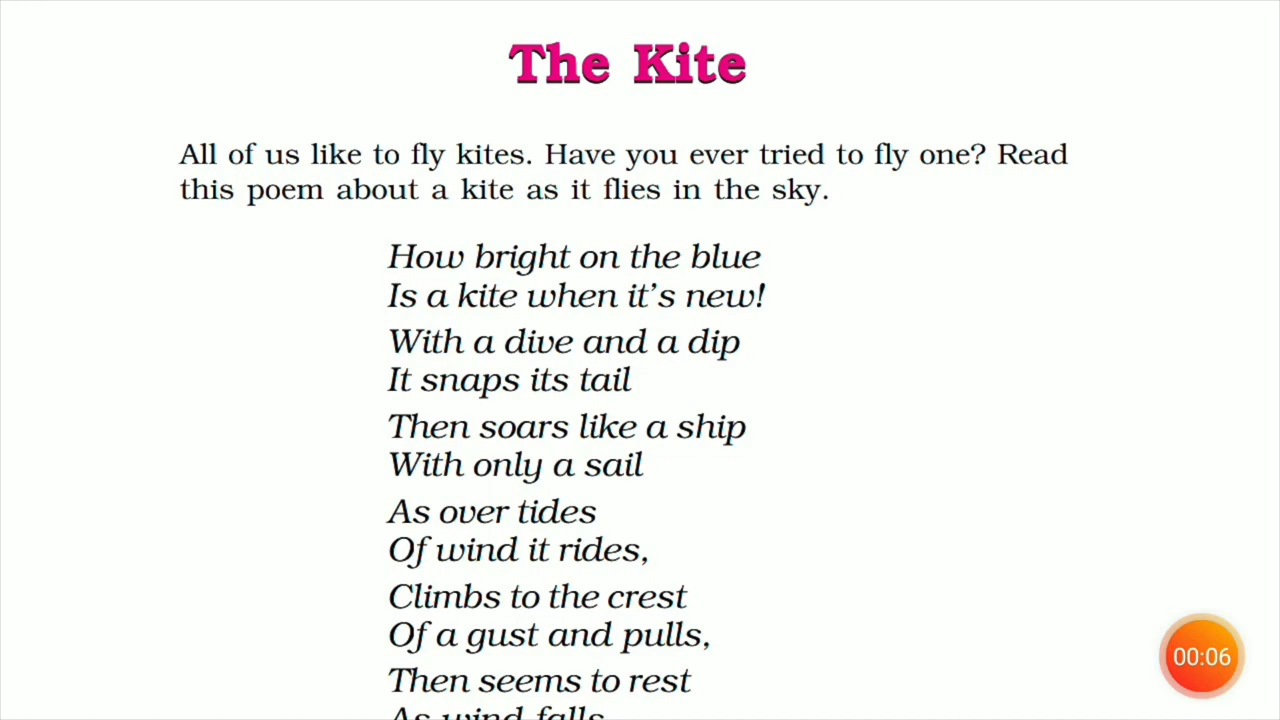 The Kite
All of us like to fly kites. Have you ever tried to fly one? Read
this poem about a kite as it flies in the sky.
How bright on the blue
Is a kite when it's new!
With a dive and a dip
It snaps its tail
Then soars like a ship
With only a sail
As over tides
Of wind it rides,
Climbs to the crest
Of a gust and pulls,
Then seems to rest
As wind falls
00:06